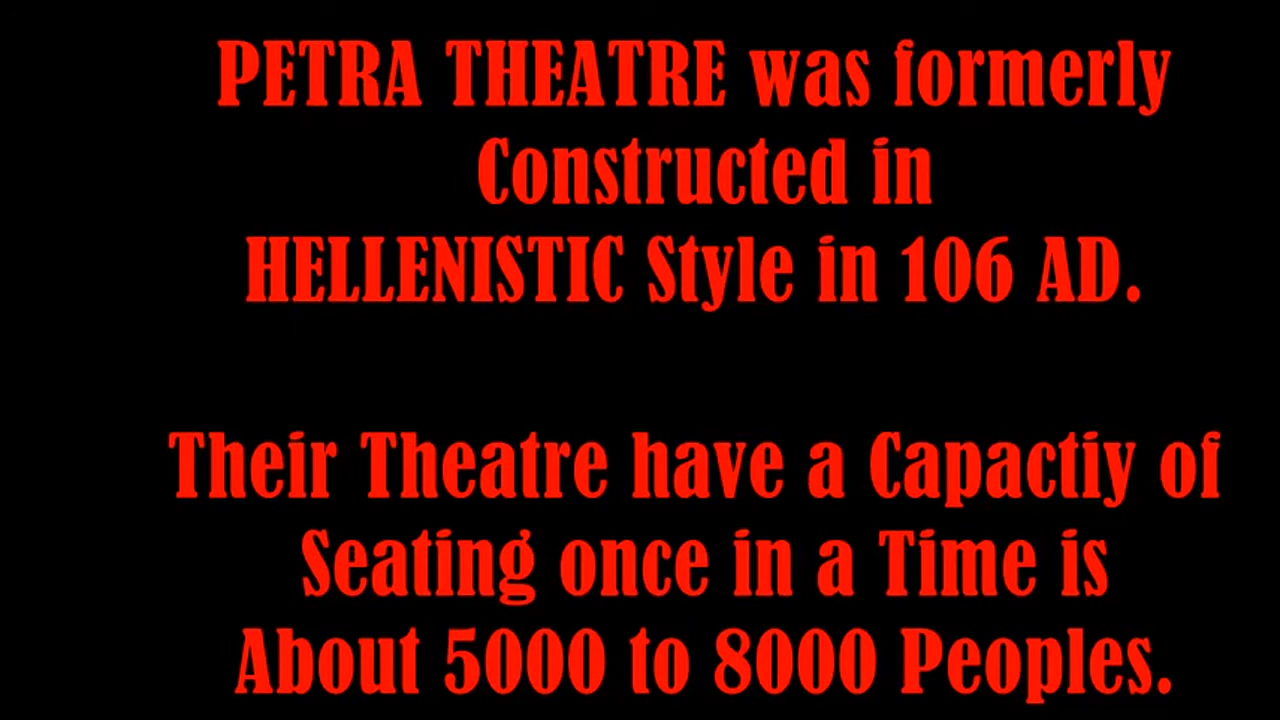 PETRA THEATRE was formerly
Constructed in
HELLENISTIC Style in 106 AD.
Their Theatre have a Capactiy of
Seating once in a Time is
About 5000 to 8000 Peoples.